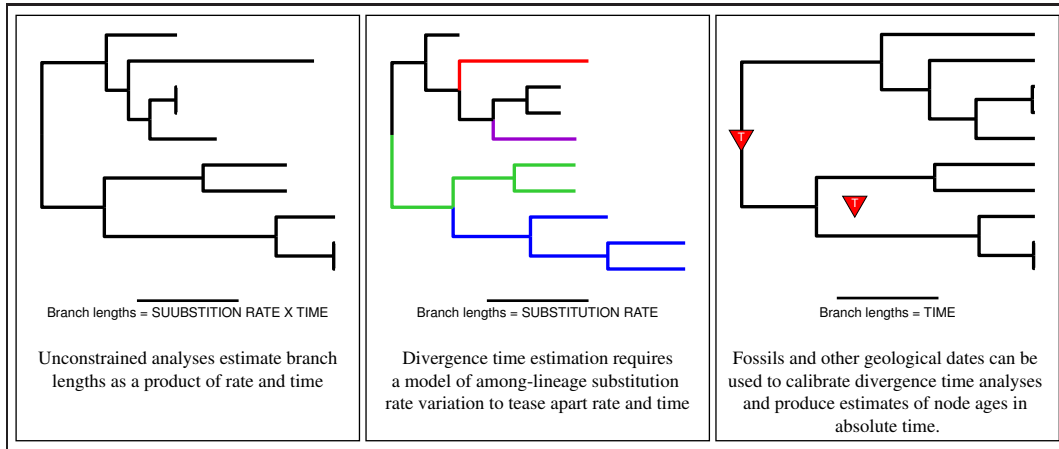 Branch lengths = SUUBSTITION RATE X TIME
Unconstrained analyses estimate branch
lengths as a product of rate and time
Branch lengths = SUBSTITUTION RATE
Divergence time estimation requires
a model of among-lineage substitution
rate variation to tease apart rate and time
T
T
Branch lengths = TIME
Fossils and other geological dates can be
used to calibrate divergence time analyses
and produce estimates of node ages in
absolute time.